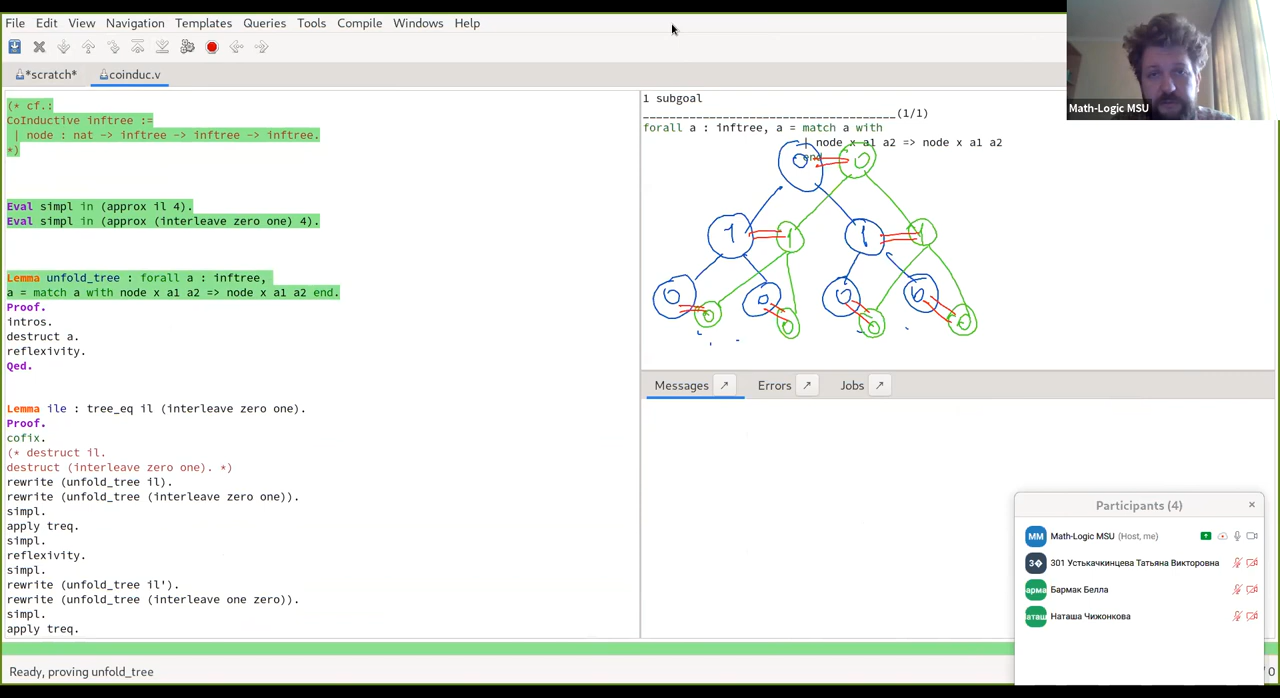 File Edit View Navigation Templates Queries Tools Compile Windows Help
*scratch* coinduc.v
(* cf.:
CoInductive inftree :=
| node : nat -> inftree -> inftree -> inftree.
*)
Eval simpl in (approx il 4).
Eval simpl in (approx (interleave zero one) 4).
Lemma unfold_tree : forall a : inftree,
a = match a with node x a1 a2 => node x a1 a2 end.
Proof.
intros.
destruct a.
reflexivity.
Qed.
Lemma ile : tree_eq il (interleave zero one).
Proof.
cofix.
(* destruct il.
destruct (interleave zero one). *)
rewrite (unfold_tree il).
rewrite (unfold_tree (interleave zero one)).
simpl.
apply treq.
simpl.
reflexivity.
simpl.
rewrite (unfold_tree il').
rewrite (unfold_tree (interleave one zero)).
simpl.
apply treq.
Ready, proving unfold_tree
1 subgoal
______________________________________(1/1)
forall a : inftree, a = match a with
| node x a1 a2 => node x a1 a2
end
0 = 0
1 = 1 1 = 1
0 0 0 0
0 0 0 0
Messages Errors Jobs
Math-Logic MSU
Participants (4)
MM Math-Logic MSU (Host, me)
301 Устькачкинцева Татьяна Викторовна
Бармак Белла
Наташа Чижонкова
/ 0